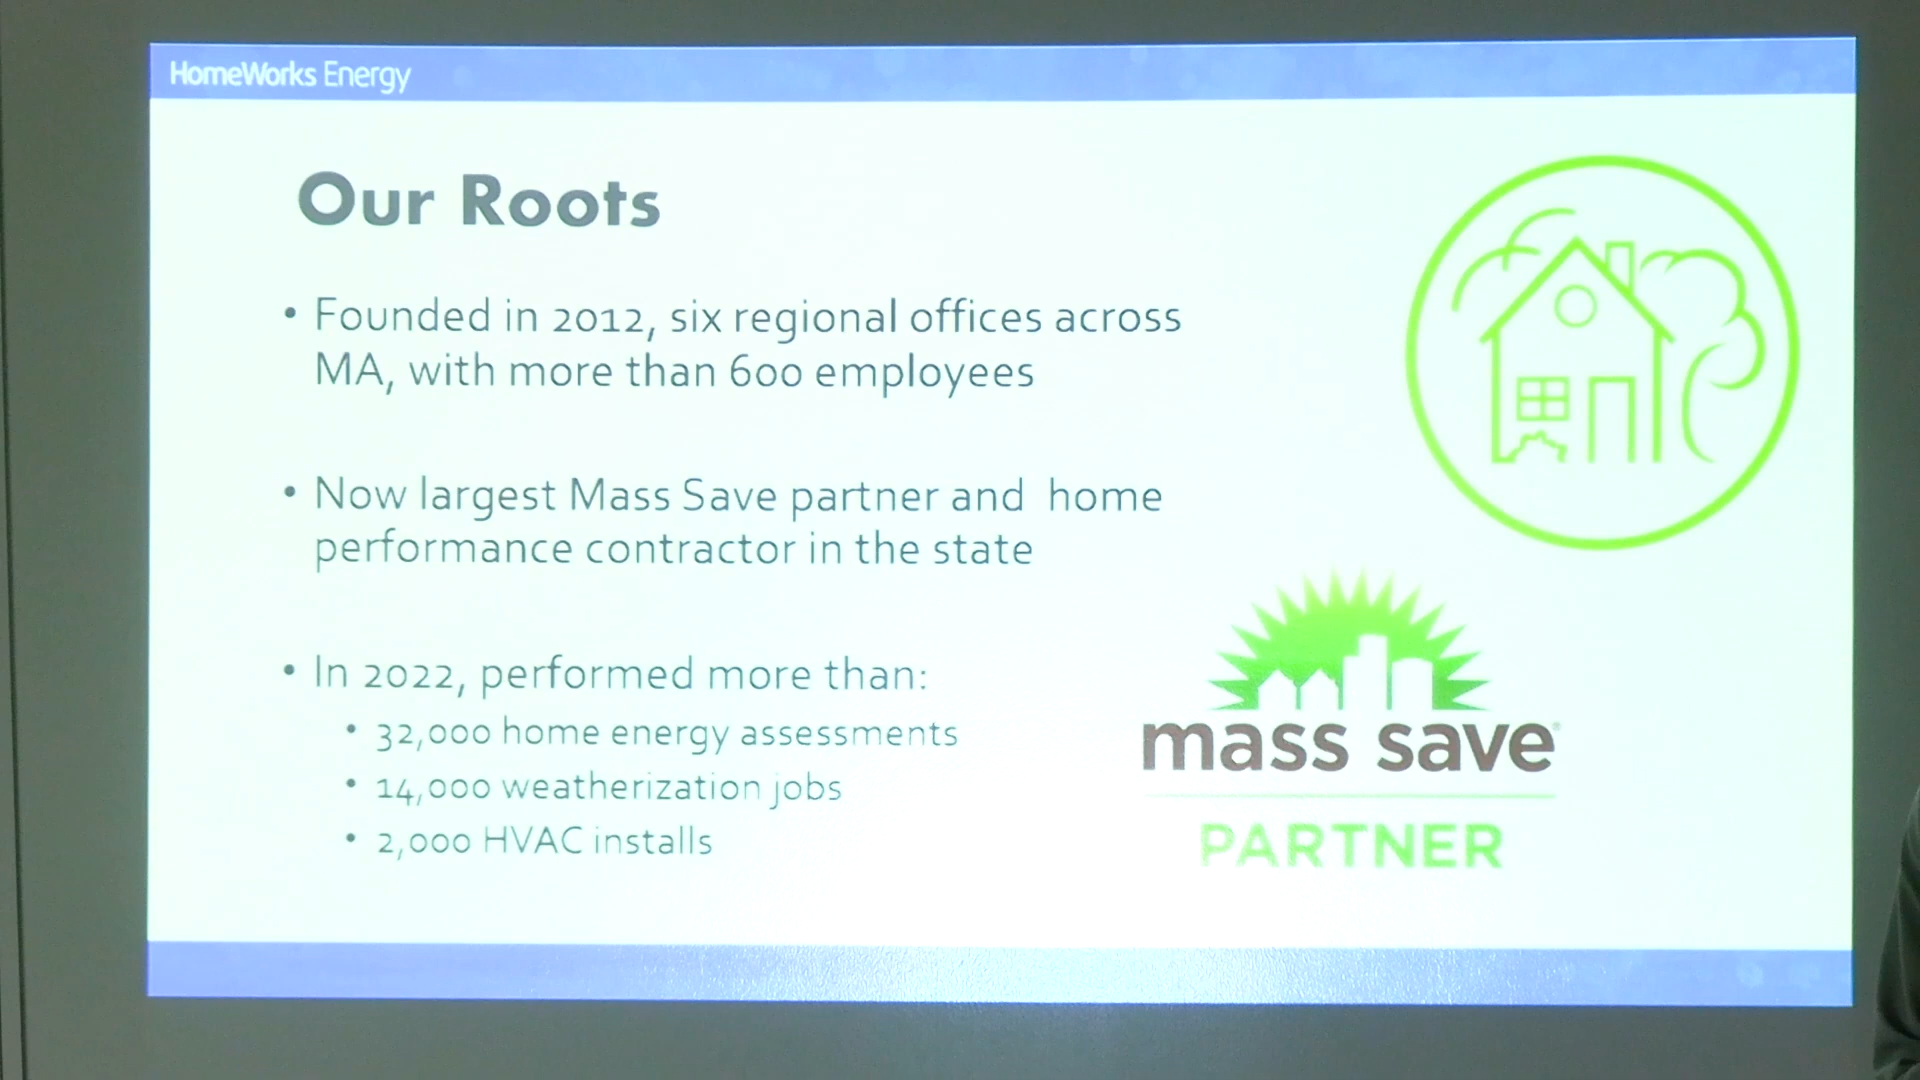 HomeWorks Energy
Our Roots
• Founded in 2012, six regional offices across
MA, with more than 600 employees
• Now largest Mass Save partner and home
performance contractor in the state
• In 2022, performed more than:
• 32,000 home energy assessments
• 14,000 weatherization jobs
• 2,000 HVAC installs
mass save®
PARTNER